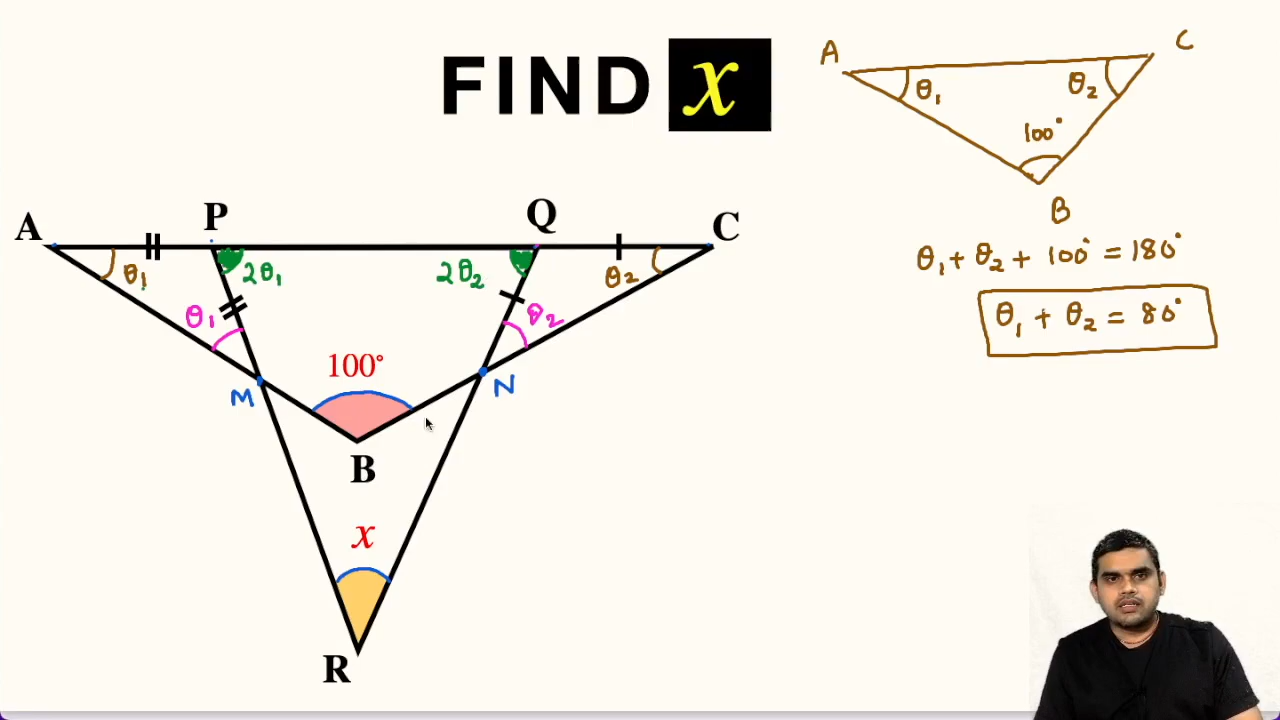 FIND x
A
C
θ₁
θ₂
100°
B
θ₁ + θ₂ + 100° = 180°
θ₁ + θ₂ = 80°
A
P
Q
C
θ₁
2θ₁
2θ₂
θ₂
θ₁
θ₂
100°
M
N
B
x
R